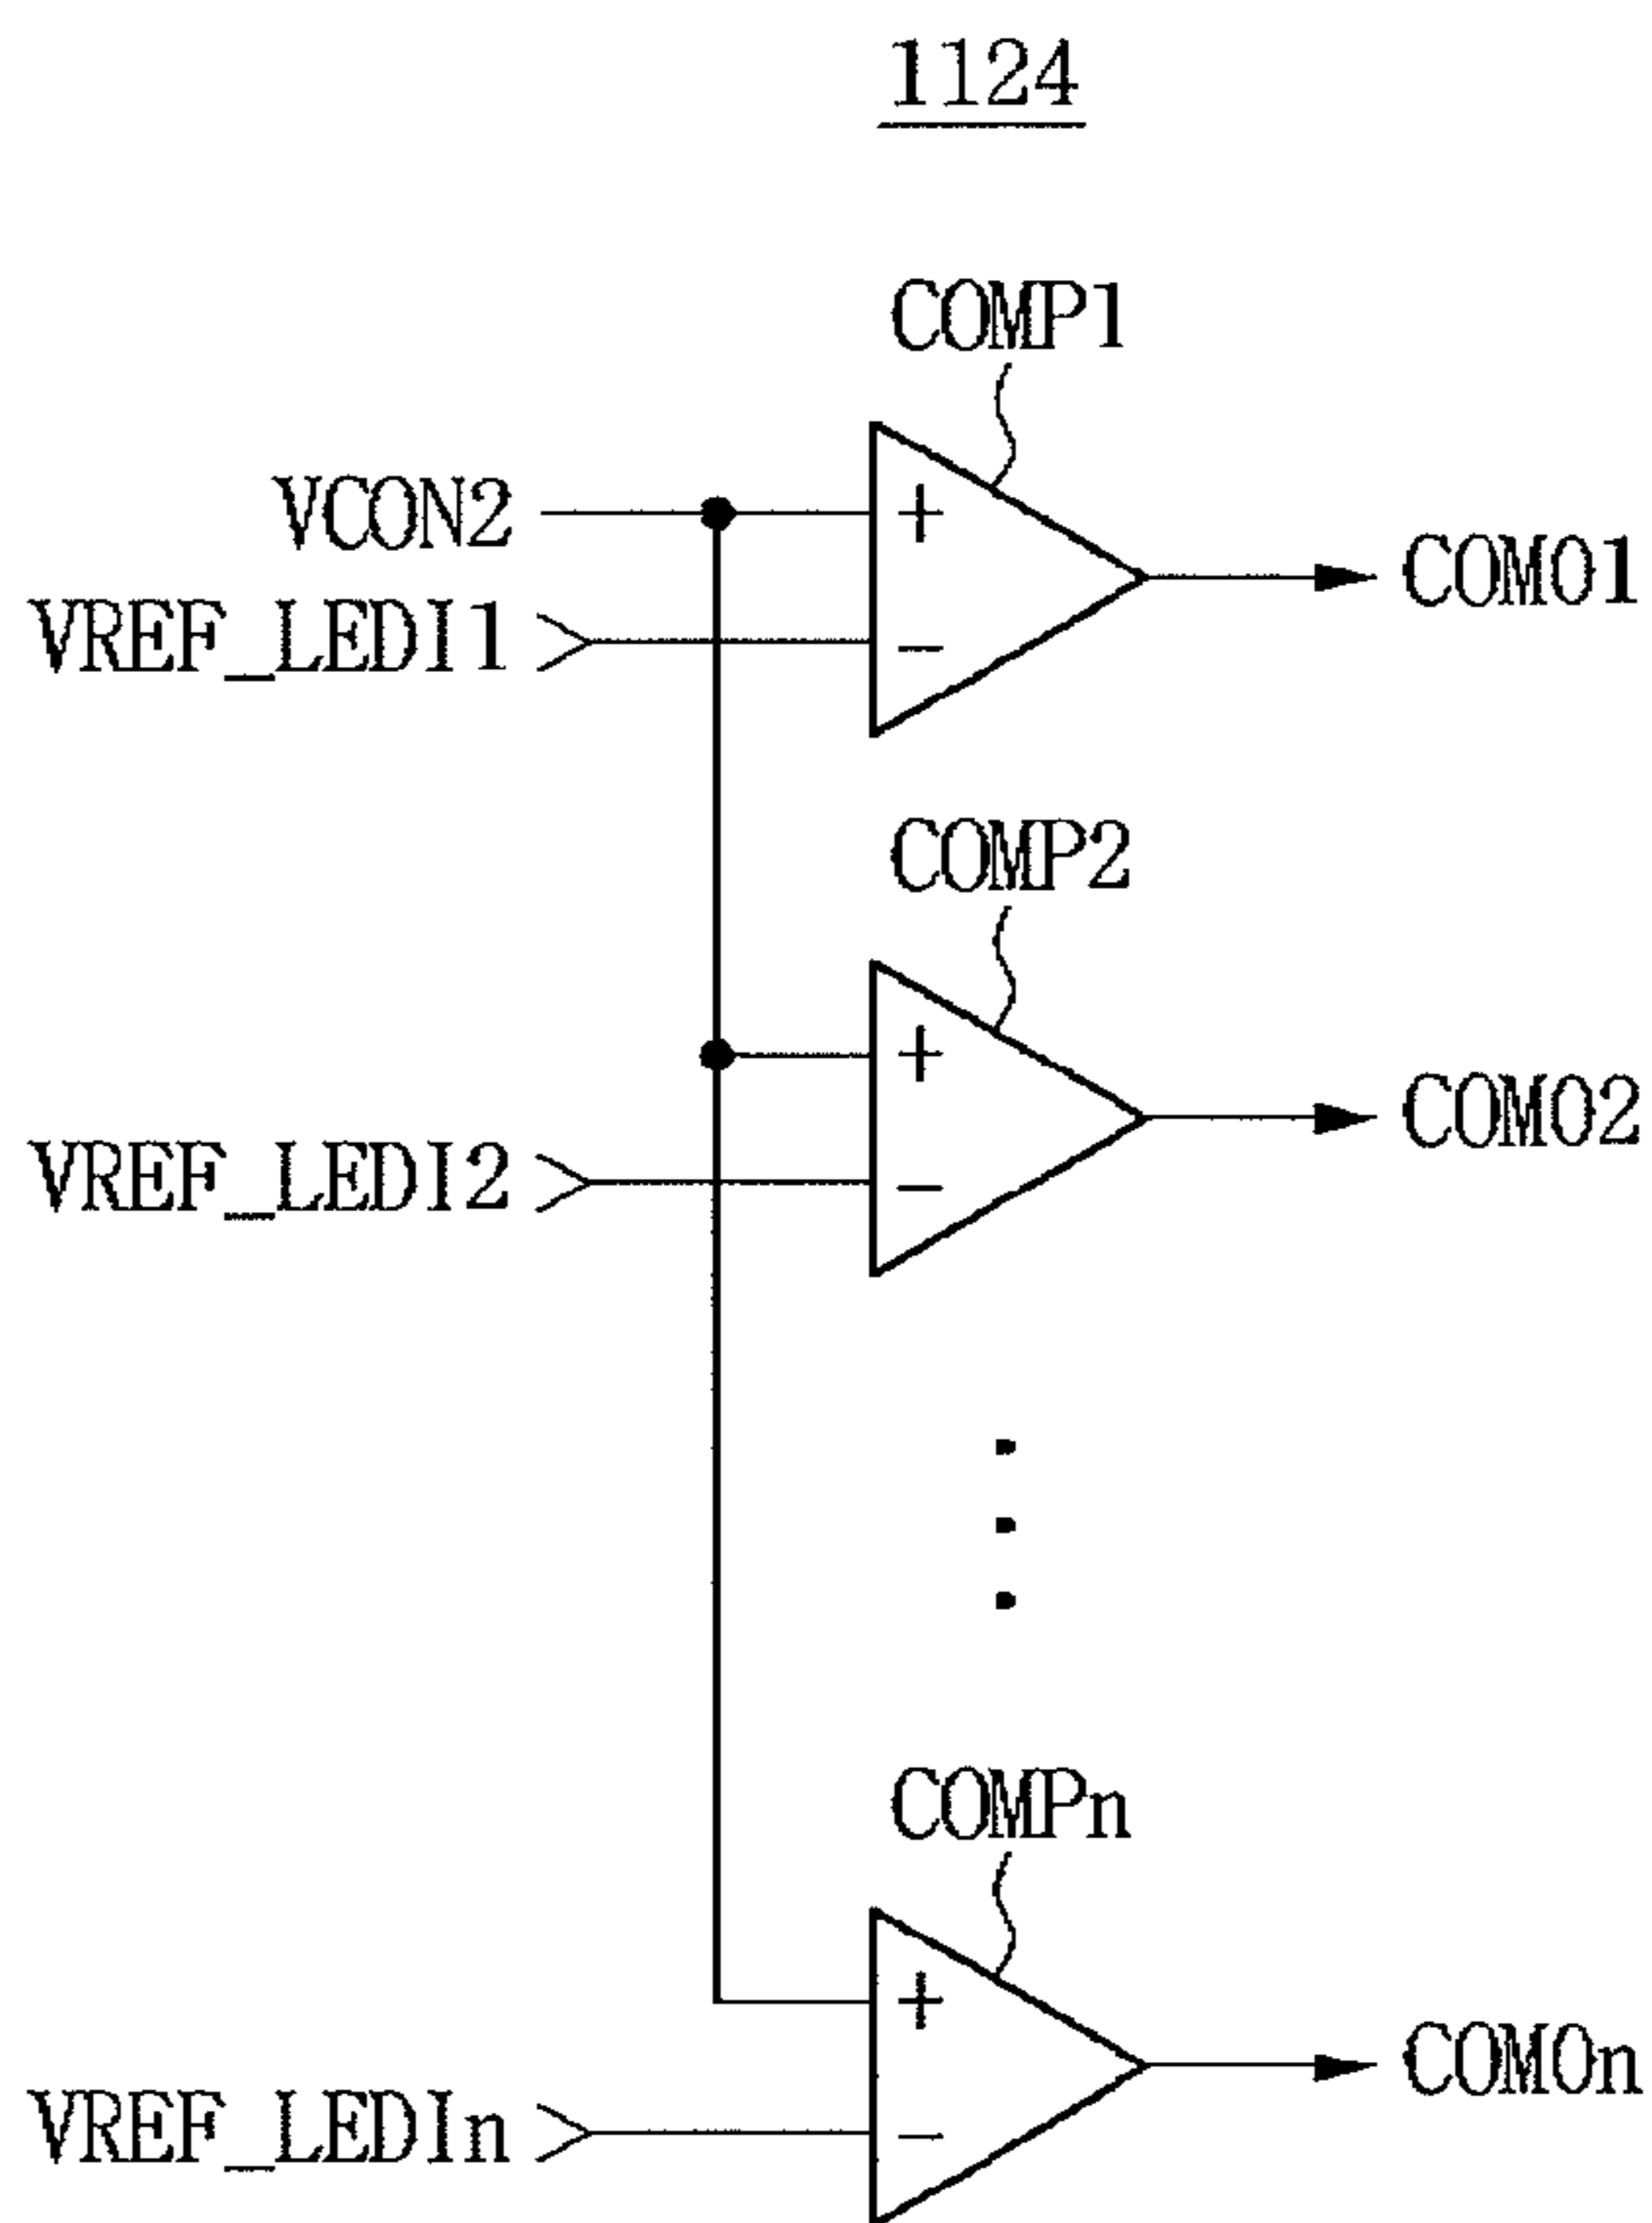 1124
COMP1
+
VCON2
COMO1
VREF_LEDI1
−
COMP2
+
COMO2
VREF_LEDI2
−
COMPn
+
COMOn
VREF_LEDIn
−